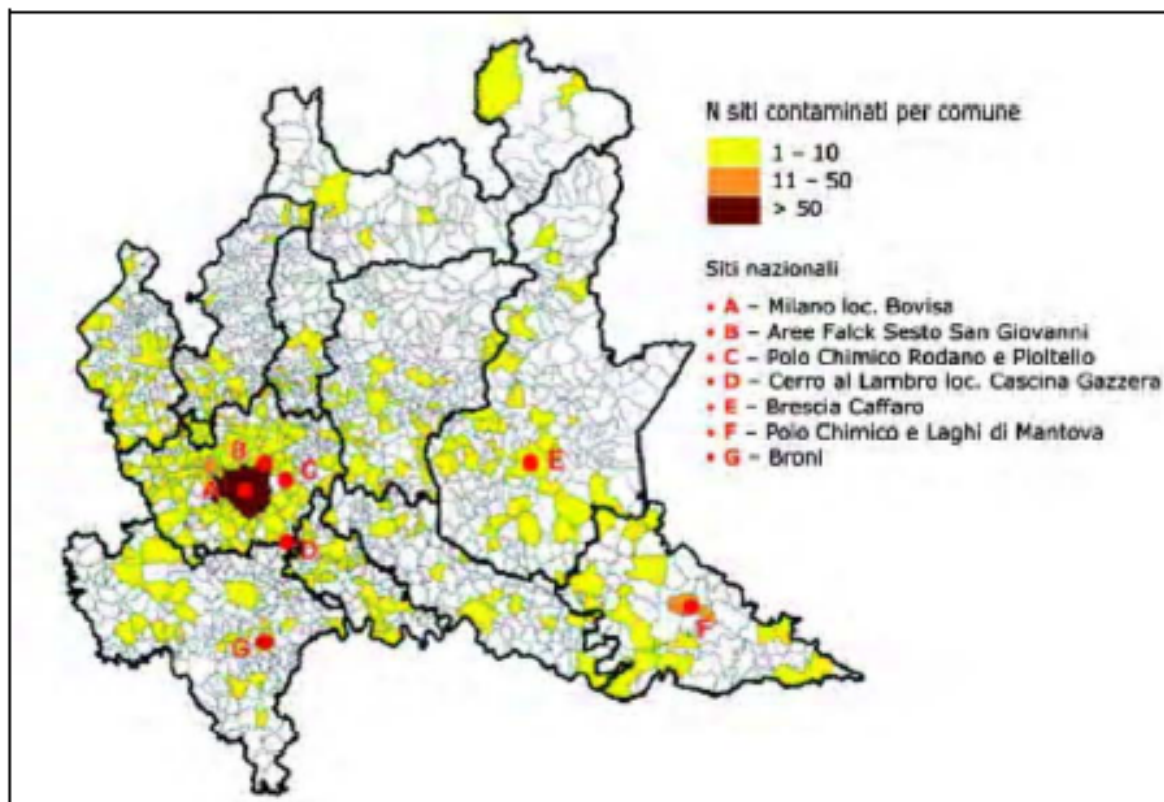 N siti contaminati per comune
1 – 10
11 – 50
> 50
Siti nazionali
• A – Milano loc. Bovisa
• B – Aree Falck Sesto San Giovanni
• C – Polo Chimico Rodano e Pioltello
• D – Cerro al Lambro loc. Cascina Gazzera
• E – Brescia Caffaro
• F – Polo Chimico e Laghi di Mantova
• G – Broni
B
C
A
E
D
F
G